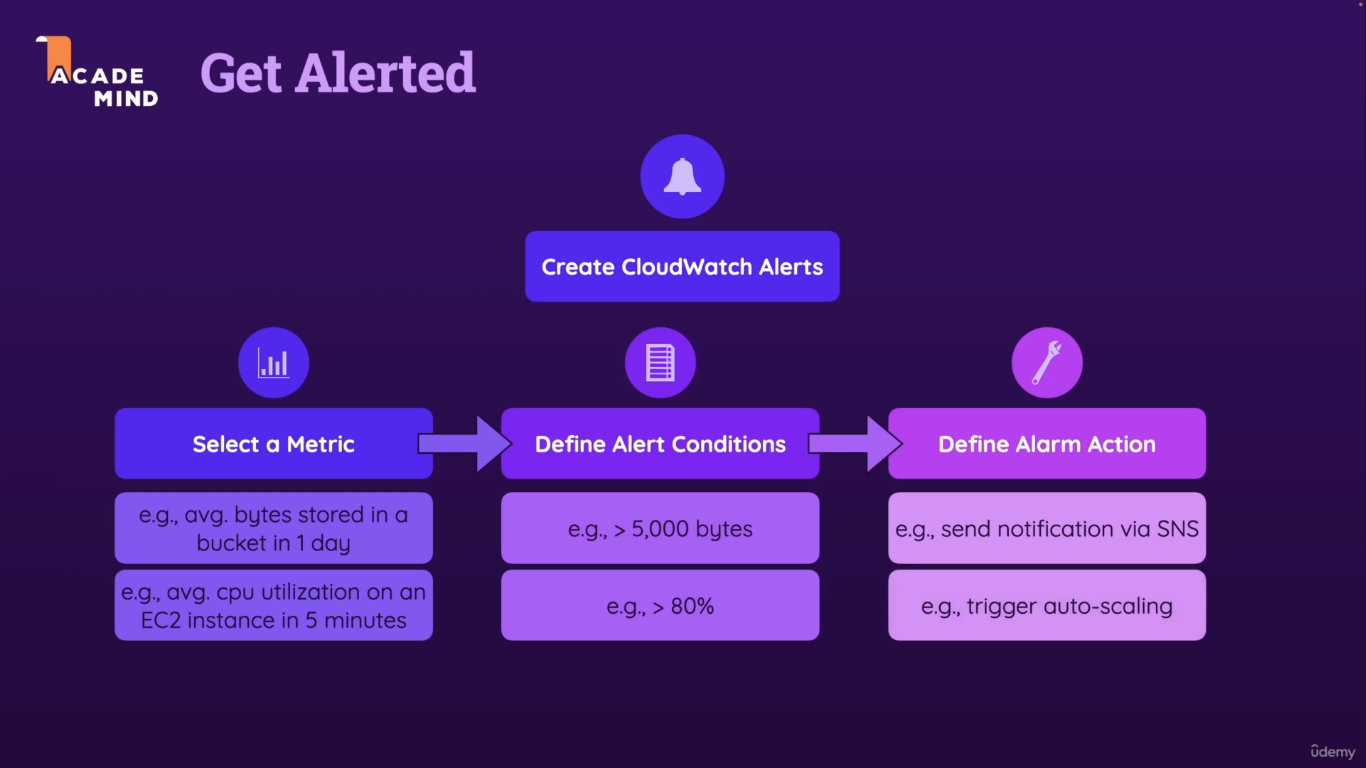 ACADE
MIND
Get Alerted
Create CloudWatch Alerts
Select a Metric
Define Alert Conditions
Define Alarm Action
e.g., avg. bytes stored in a
bucket in 1 day
e.g., > 5,000 bytes
e.g., send notification via SNS
e.g., avg. cpu utilization on an
EC2 instance in 5 minutes
e.g., > 80%
e.g., trigger auto-scaling
ûdemy